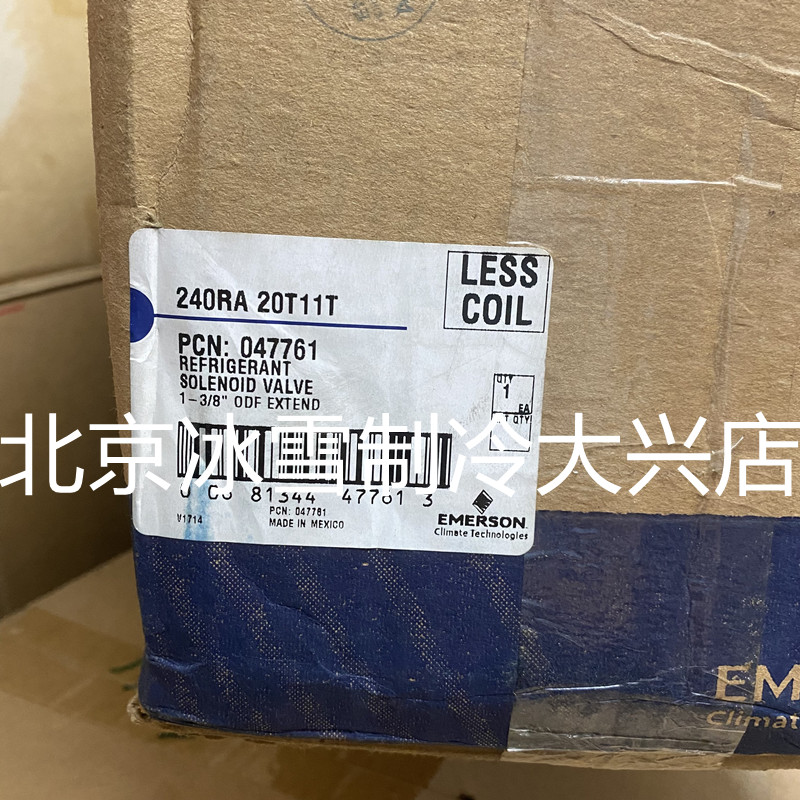 240RA 20T11T
LESS
COIL
PCN: 047761
REFRIGERANT
SOLENOID VALVE
1-3/8" ODF EXTEND
QTY
1
EA
QTY
北京冰雪制冷大兴店
81344 47761 3
PCN: 047761
MADE IN MEXICO
V1714
EMERSON
Climate Technologies
EM
Climat